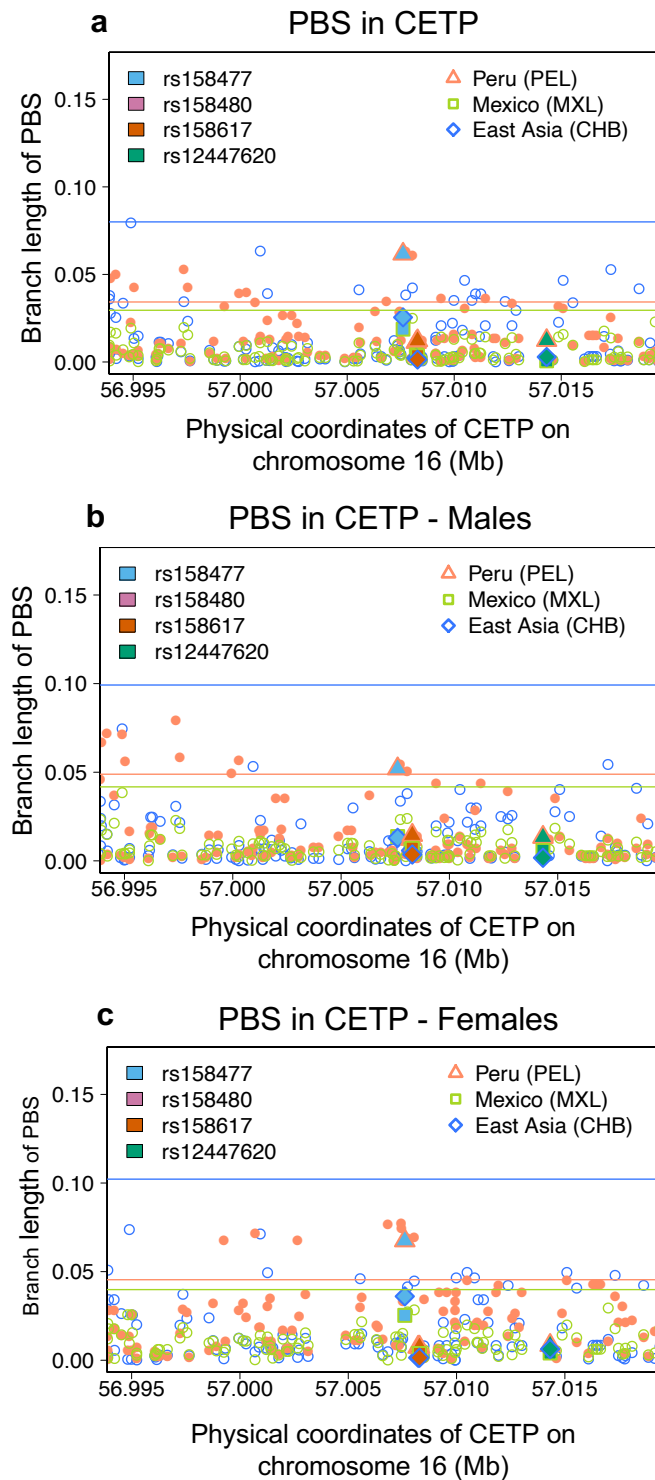 a PBS in CETP
rs158477
rs158480
rs158617
rs12447620
Peru (PEL)
Mexico (MXL)
East Asia (CHB)
Branch length of PBS
0.15
0.10
0.05
0.00
56.995 57.000 57.005 57.010 57.015
Physical coordinates of CETP on
chromosome 16 (Mb)
b PBS in CETP - Males
rs158477
rs158480
rs158617
rs12447620
Peru (PEL)
Mexico (MXL)
East Asia (CHB)
Branch length of PBS
0.15
0.10
0.05
0.00
56.995 57.000 57.005 57.010 57.015
Physical coordinates of CETP on
chromosome 16 (Mb)
c PBS in CETP - Females
rs158477
rs158480
rs158617
rs12447620
Peru (PEL)
Mexico (MXL)
East Asia (CHB)
Branch length of PBS
0.15
0.10
0.05
0.00
56.995 57.000 57.005 57.010 57.015
Physical coordinates of CETP on
chromosome 16 (Mb)